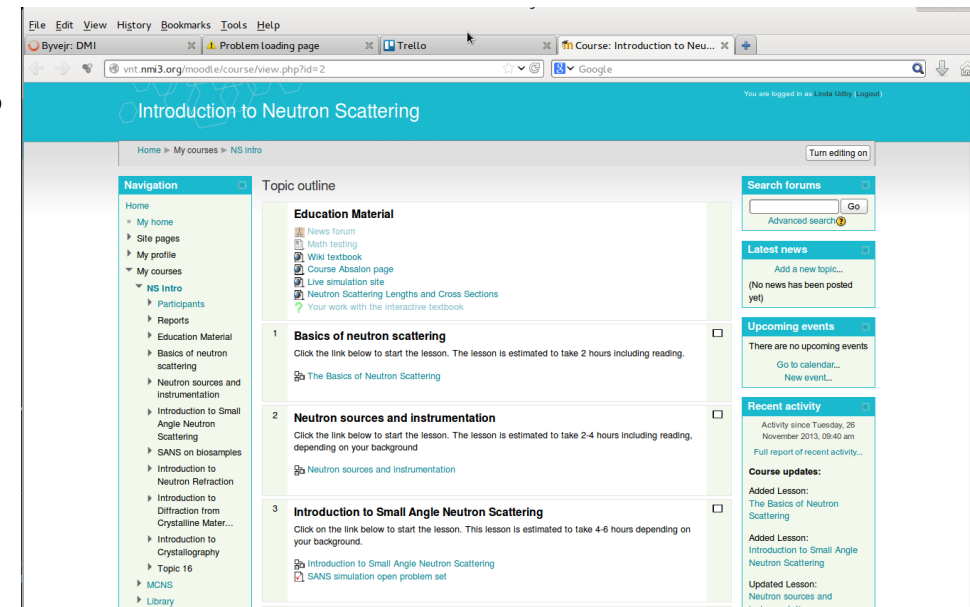 File Edit View History Bookmarks Tools Help
Byvejr: DMI
Problem loading page
Trello
Course: Introduction to Neu...
vnt.nmi3.org/moodle/course/view.php?id=2
Google
Introduction to Neutron Scattering
You are logged in as Linda Udby (Logout)
Home ► My courses ► NS intro
Turn editing on
Navigation
Home
My home
Site pages
My profile
My courses
NS intro
Participants
Reports
Education Material
Basics of neutron
scattering
Neutron sources and
instrumentation
Introduction to Small
Angle Neutron
Scattering
SANS on biosamples
Introduction to
Neutron Refraction
Introduction to
Diffraction from
Crystalline Mater...
Introduction to
Crystallography
Topic 16
MCNS
Library
Topic outline
Education Material
News forum
Math testing
Wiki textbook
Course Absalon page
Live simulation site
Neutron Scattering Lengths and Cross Sections
Your work with the interactive textbook
1
Basics of neutron scattering
Click the link below to start the lesson. The lesson is estimated to take 2 hours including reading.
The Basics of Neutron Scattering
2
Neutron sources and instrumentation
Click the link below to start the lesson. The lesson is estimated to take 2-4 hours including reading,
depending on your background
Neutron sources and instrumentation
3
Introduction to Small Angle Neutron Scattering
Click on the link below to start the lesson. This lesson is estimated to take 4-6 hours depending on
your background.
Introduction to Small Angle Neutron Scattering
SANS simulation open problem set
Search forums
Go
Advanced search
Latest news
Add a new topic...
(No news has been posted
yet)
Upcoming events
There are no upcoming events
Go to calendar...
New event...
Recent activity
Activity since Tuesday, 26
November 2013, 09:40 am
Full report of recent activity...
Course updates:
Added Lesson:
The Basics of Neutron
Scattering
Added Lesson:
Introduction to Small Angle
Neutron Scattering
Updated Lesson:
Neutron sources and